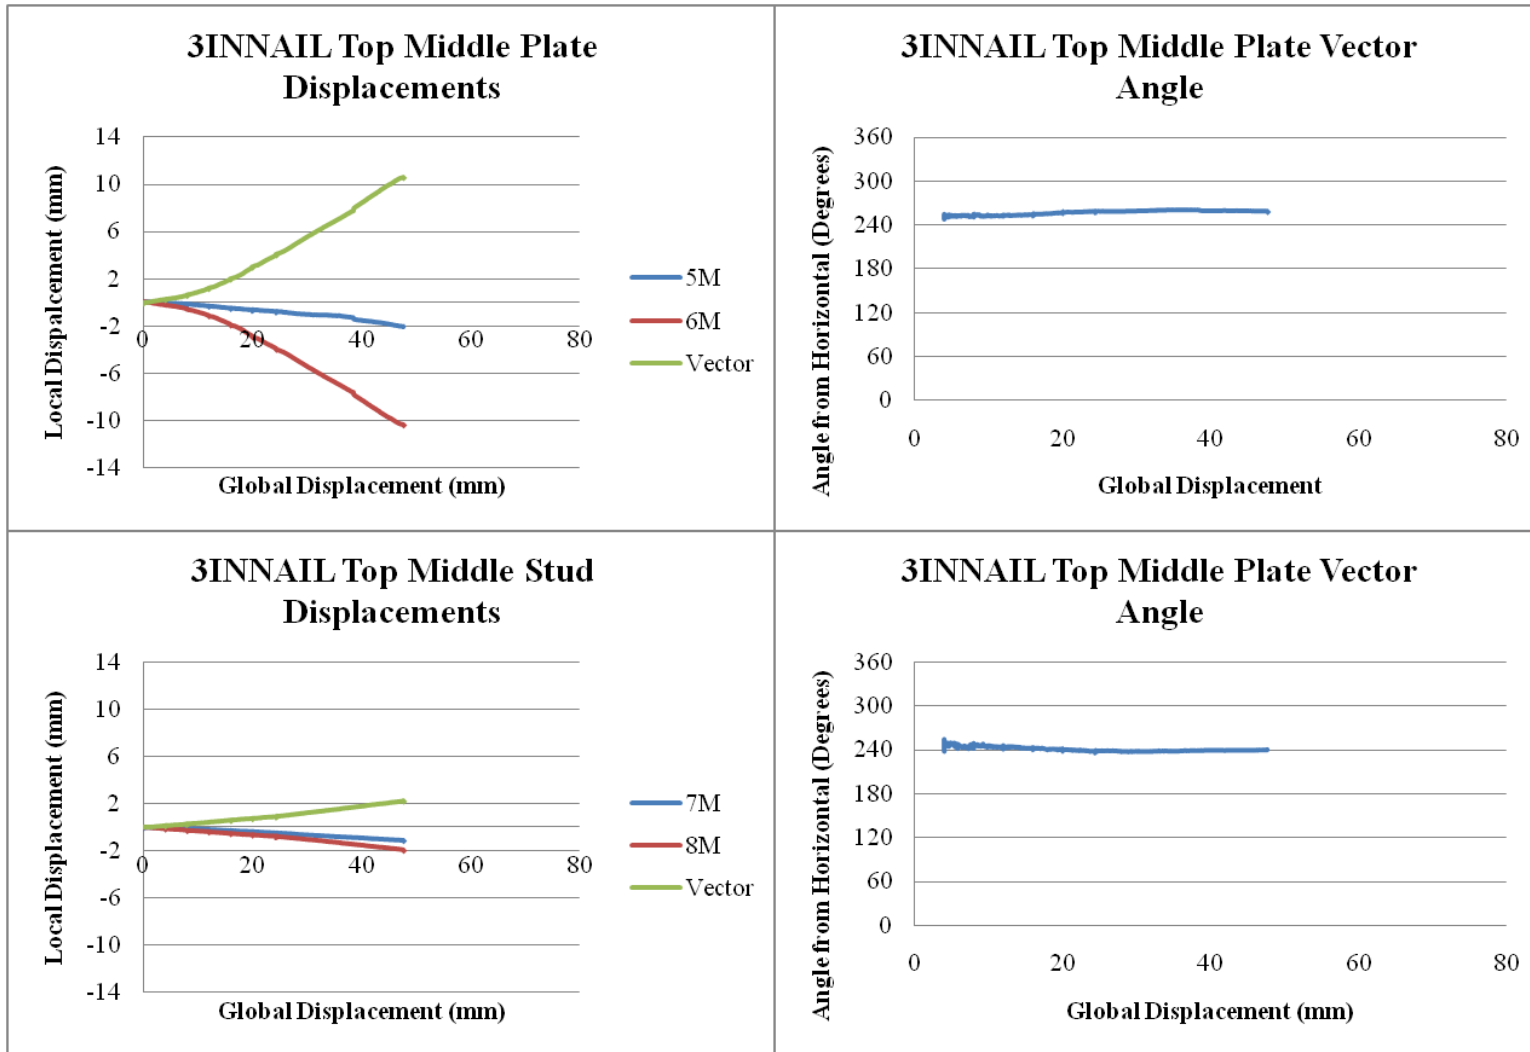 3INNAIL Top Middle Plate
Displacements
Local Dispalcement (mm)
14
10
6
2
-2
-6
-10
-14
0
20
40
60
80
Global Displacement (mm)
5M
6M
Vector
3INNAIL Top Middle Plate Vector
Angle
Angle from Horizontal (Degrees)
360
300
240
180
120
60
0
0
20
40
60
80
Global Displacement
3INNAIL Top Middle Stud
Displacements
Local Displacement (mm)
14
10
6
2
-2
-6
-10
-14
0
20
40
60
80
Global Displacement (mm)
7M
8M
Vector
3INNAIL Top Middle Plate Vector
Angle
Angle from Horizontal (Degrees)
360
300
240
180
120
60
0
0
20
40
60
80
Global Displacement (mm)